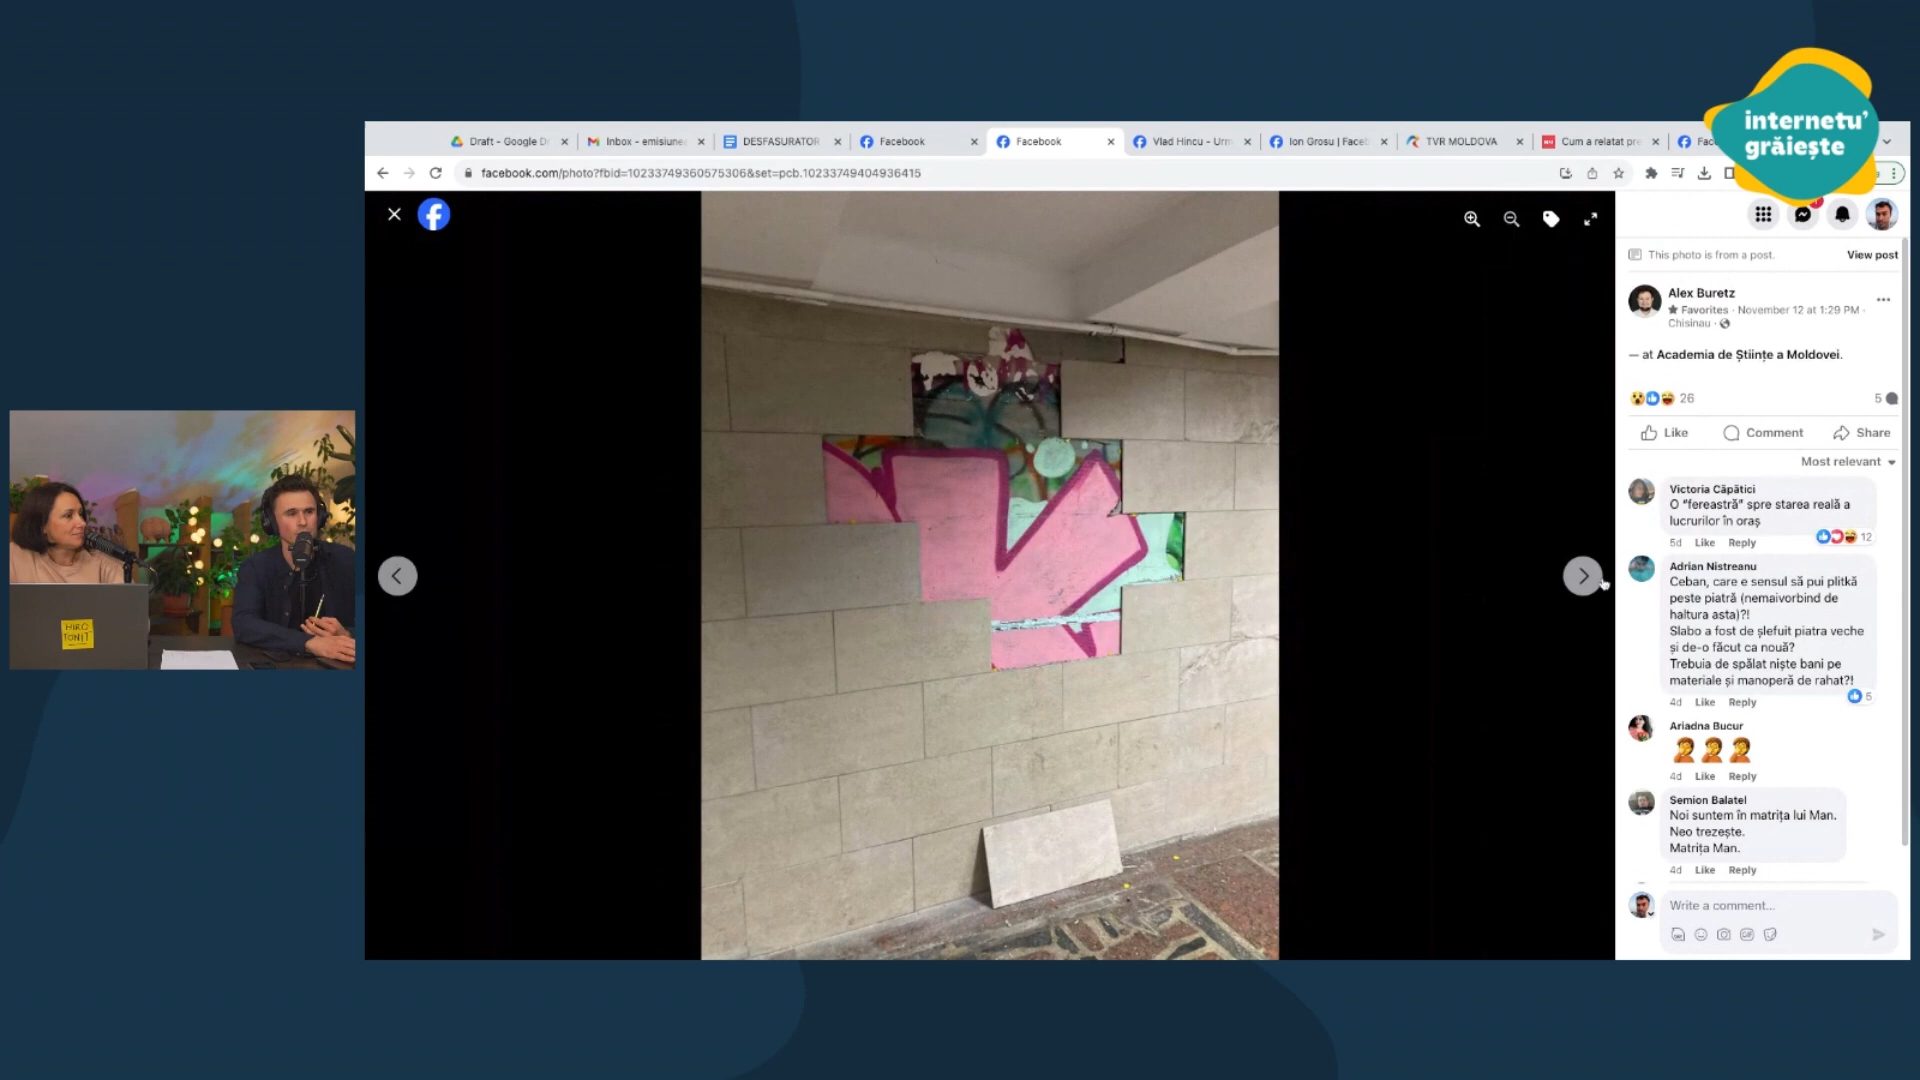 internetu'
grăiește
Draft - Google Dr
Inbox - emisiune
DESFASURATOR
Facebook
Facebook
Vlad Hincu - Urm
Ion Grosu | Faceb
TVR MOLDOVA
Cum a relatat pre
Fac
facebook.com/photo?fbid=10233749360575306&set=pcb.10233749404936415
This photo is from a post.
View post
Alex Buretz
Favorites · November 12 at 1:29 PM ·
Chisinau ·
— at Academia de Științe a Moldovei.
26
5
Like
Comment
Share
Most relevant
Victoria Căpățici
O "fereastră" spre starea reală a
lucrurilor în oraș
5d Like Reply
12
Adrian Nistreanu
Ceban, care e sensul să pui plitkă
peste piatră (nemaivorbind de
haltura asta)?!
Slabo a fost de șlefuit piatra veche
și de-o făcut ca nouă?
Trebuia de spălat niște bani pe
materiale și manoperă de rahat?!
5
4d Like Reply
Ariadna Bucur
4d Like Reply
Semion Balatel
Noi suntem în matrița lui Man.
Neo trezește.
Matrița Man.
4d Like Reply
Write a comment...
HIRO
TONIT